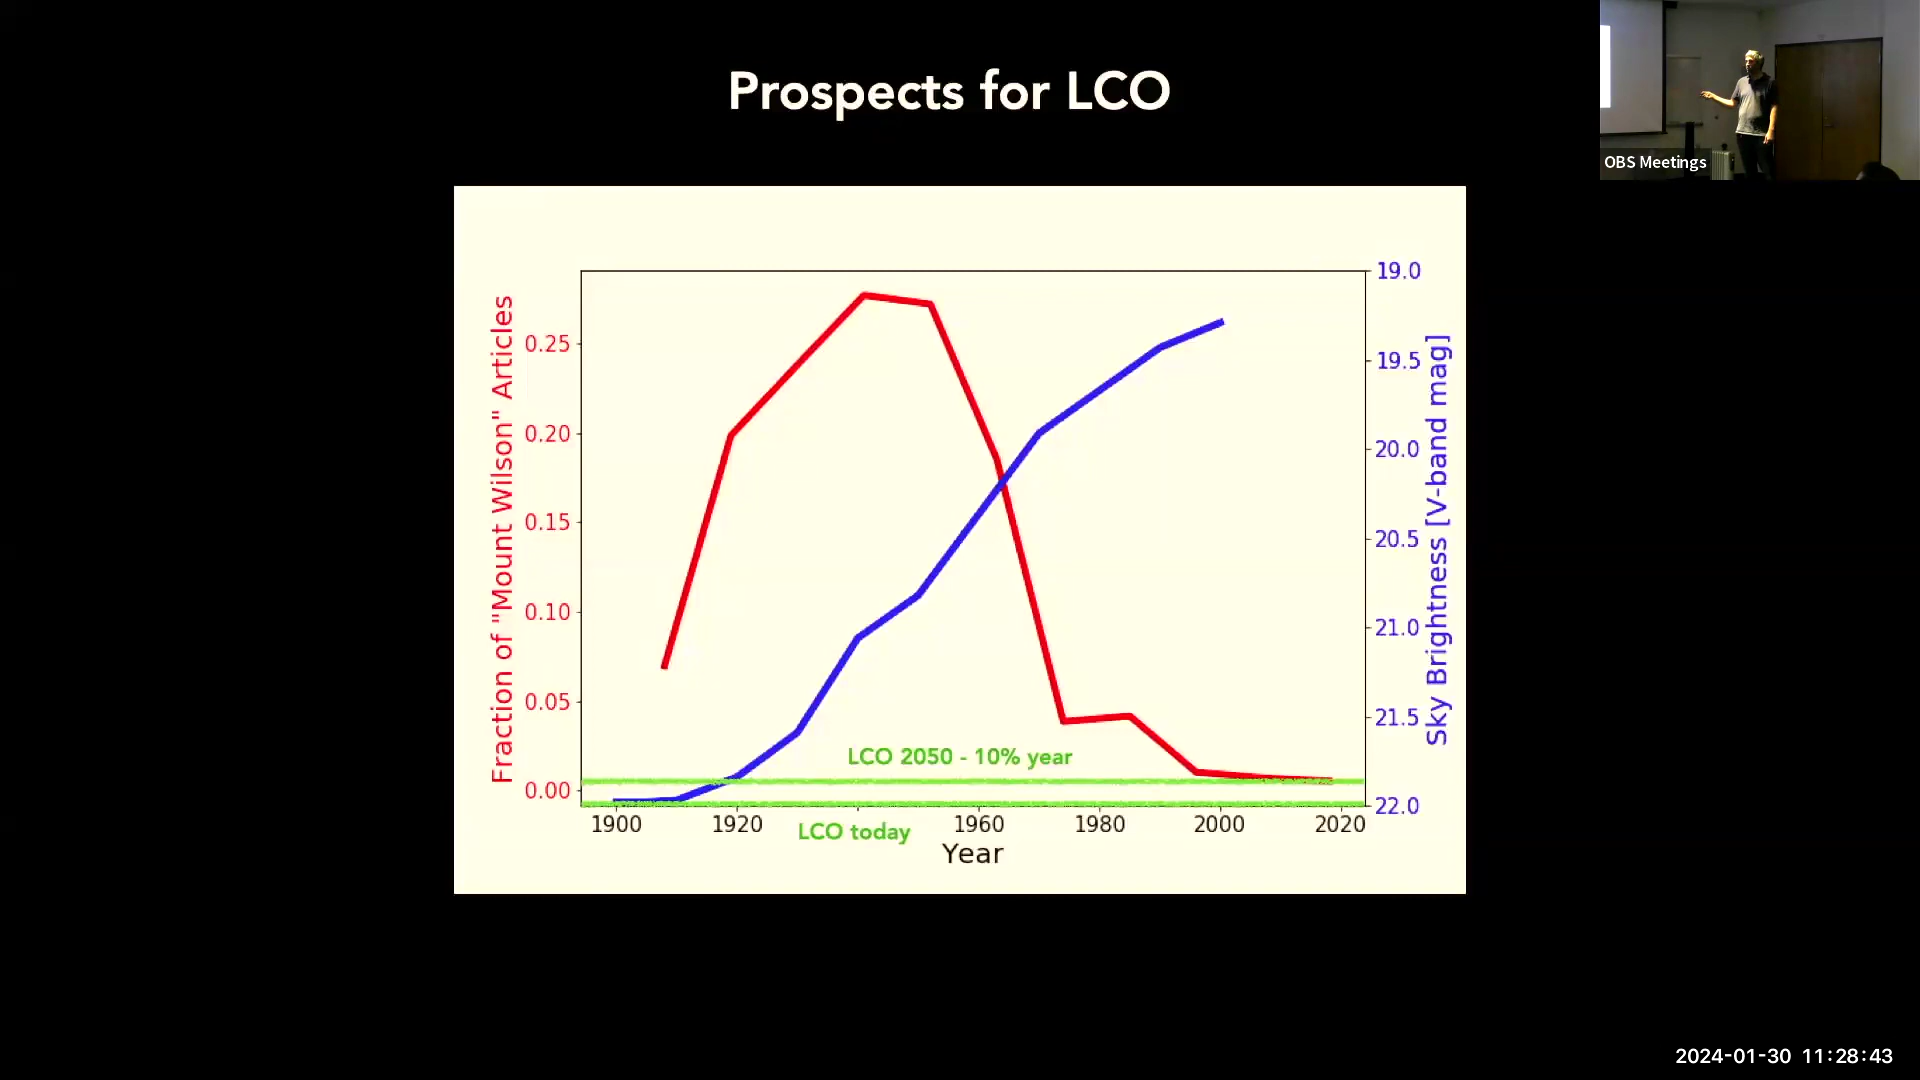 Prospects for LCO
OBS Meetings
Fraction of "Mount Wilson" Articles
0.25
0.20
0.15
0.10
0.05
0.00
19.0
19.5
20.0
20.5
21.0
21.5
22.0
Sky Brightness [V-band mag]
LCO 2050 - 10% year
1900 1920 1960 1980 2000 2020
LCO today
Year
2024-01-30 11:28:43